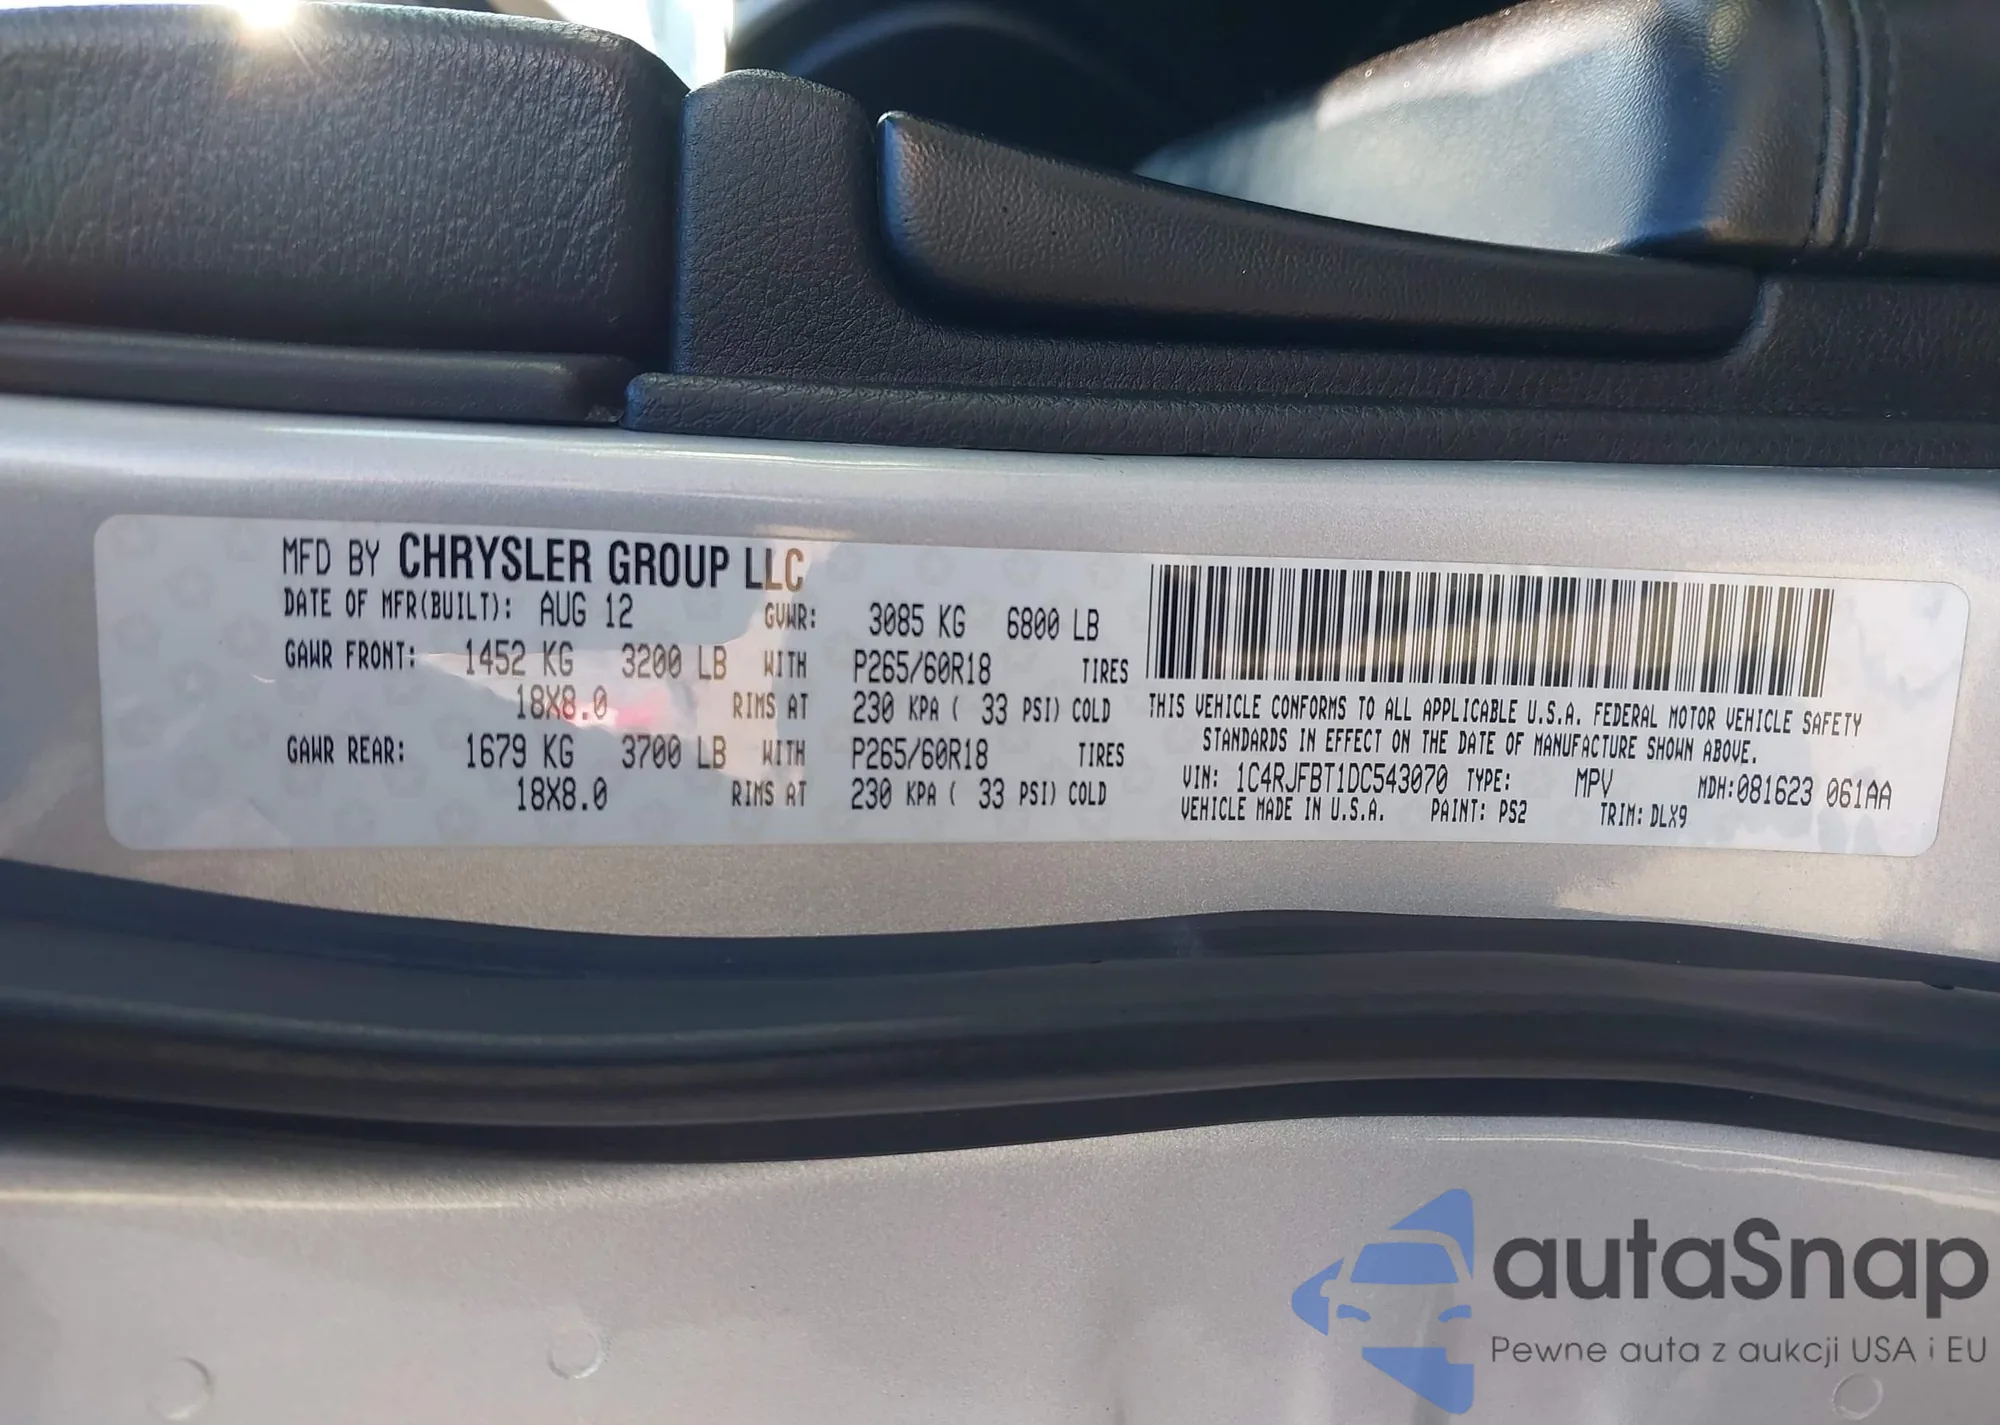 MFD BY CHRYSLER GROUP LLC
DATE OF MFR(BUILT): AUG 12 GVWR: 3085 KG 6800 LB
GAWR FRONT: 1452 KG 3200 LB WITH P265/60R18 TIRES
18X8.0 RIMS AT 230 KPA ( 33 PSI) COLD
GAWR REAR: 1679 KG 3700 LB WITH P265/60R18 TIRES
18X8.0 RIMS AT 230 KPA ( 33 PSI) COLD
THIS VEHICLE CONFORMS TO ALL APPLICABLE U.S.A. FEDERAL MOTOR VEHICLE SAFETY
STANDARDS IN EFFECT ON THE DATE OF MANUFACTURE SHOWN ABOVE.
VIN: 1C4RJFBT1DC543070 TYPE: MPV MDH:081623 061AA
VEHICLE MADE IN U.S.A. PAINT: PS2 TRIM: DLX9
autaSnap
Pewne auta z aukcji USA i EU